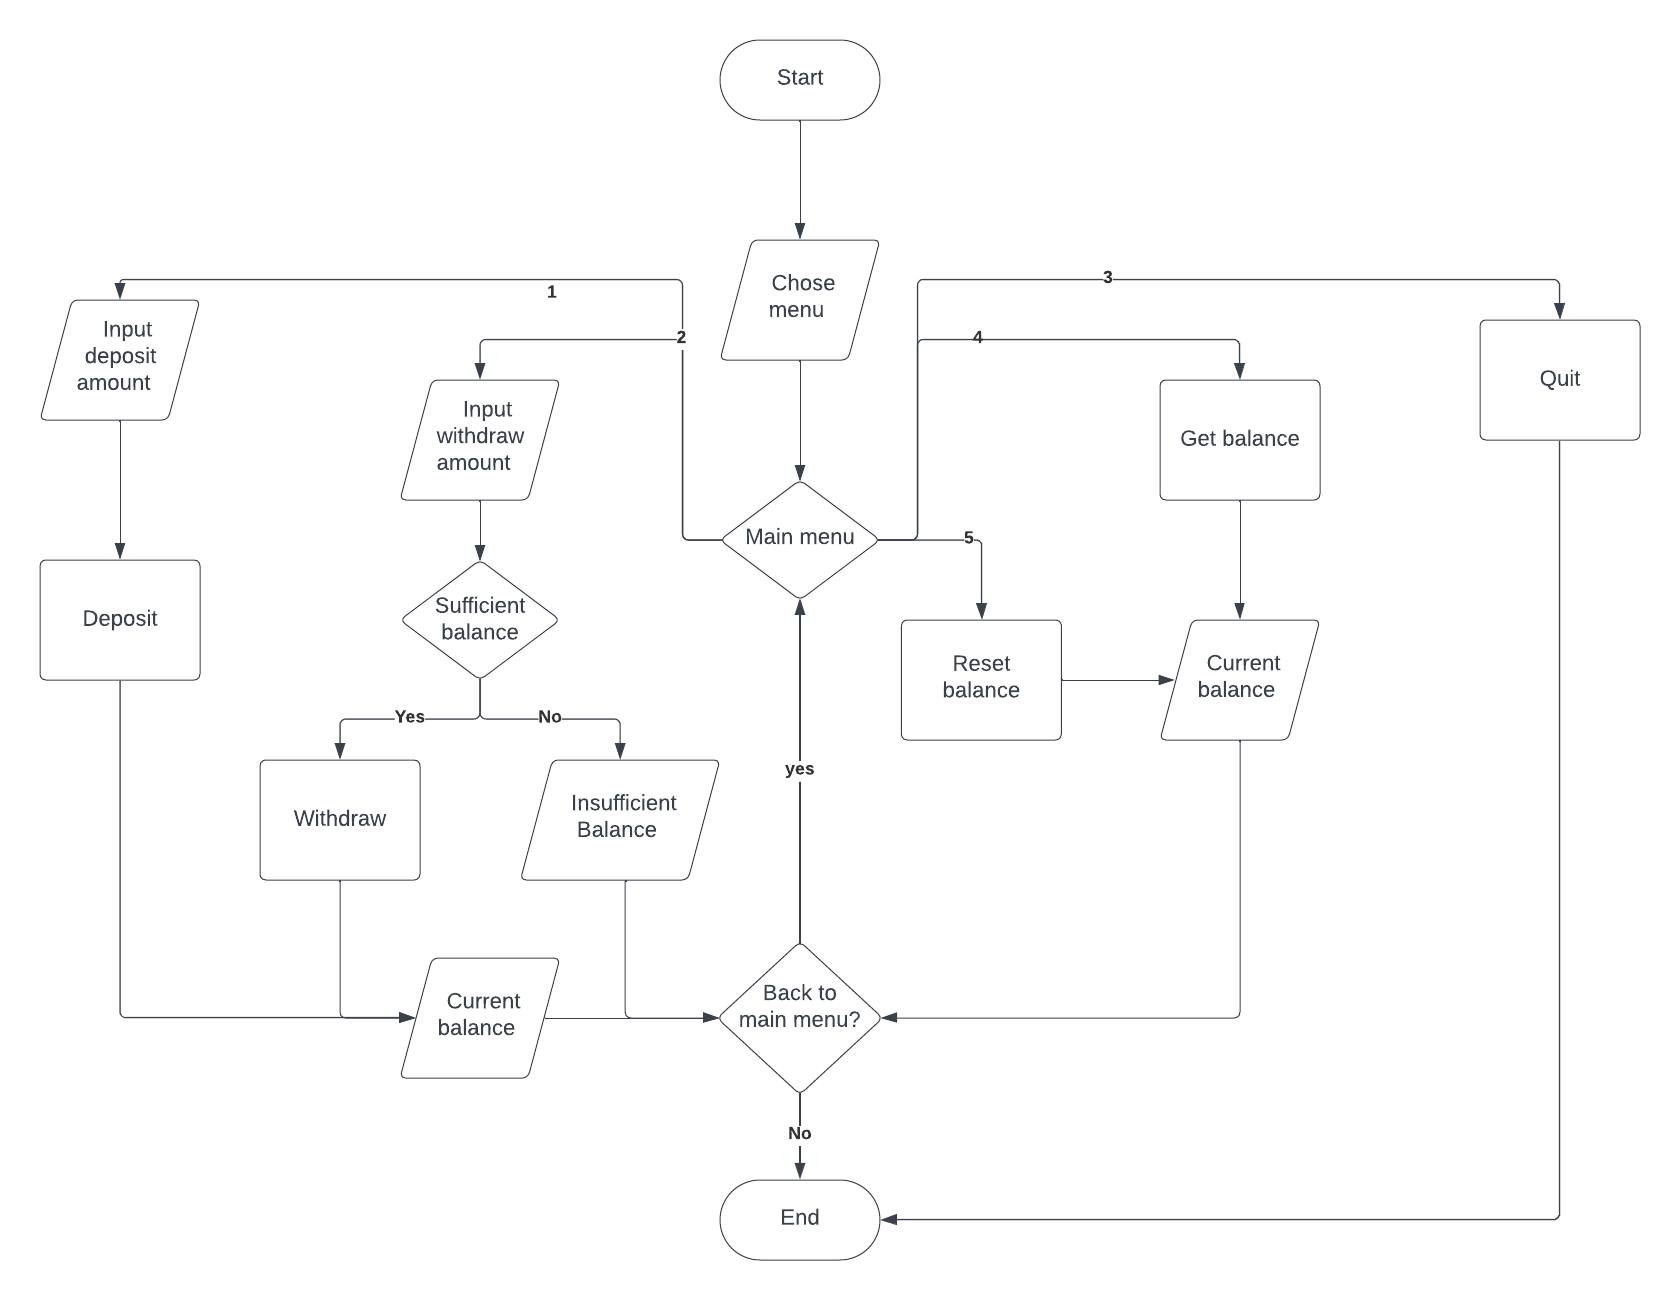 Start
Chose
menu
1
2
3
4
Input
deposit
amount
Input
withdraw
amount
Get balance
Quit
Main menu
5
Deposit
Sufficient
balance
Reset
balance
Current
balance
Yes
No
yes
Withdraw
Insufficient
Balance
Current
balance
Back to
main menu?
No
End